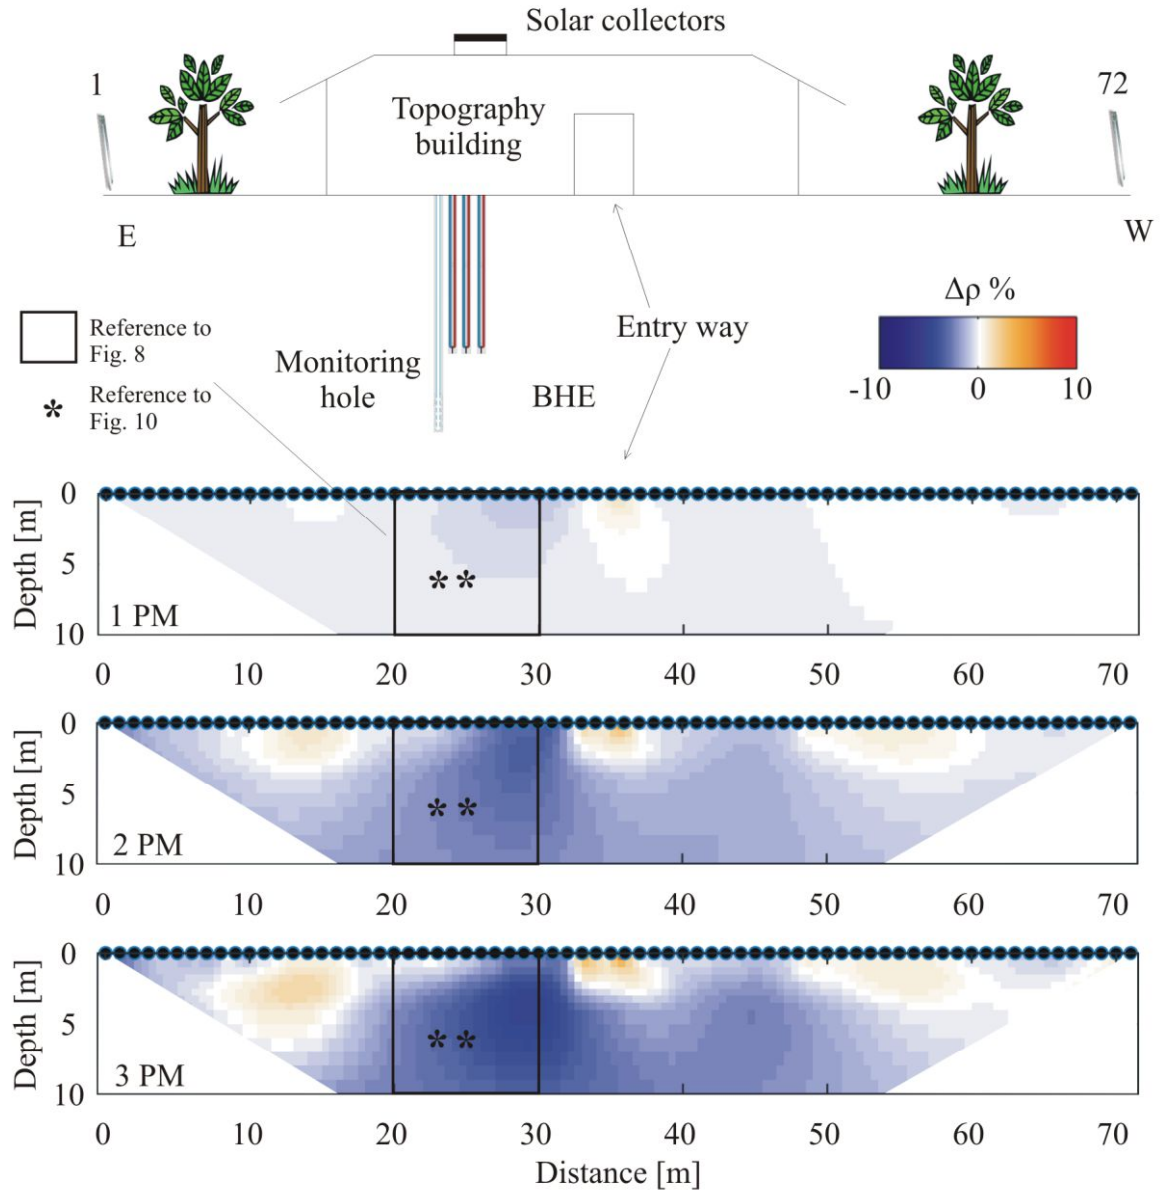 Solar collectors
1
72
Topography
building
E
W
Δρ %
-10
0
10
Reference to
Fig. 8
Entry way
Monitoring
hole
BHE
*
Reference to
Fig. 10
Depth [m]
0
5
10
* *
1 PM
0 10 20 30 40 50 60 70
Depth [m]
0
5
10
* *
2 PM
0 10 20 30 40 50 60 70
Depth [m]
0
5
10
* *
3 PM
0 10 20 30 40 50 60 70
Distance [m]